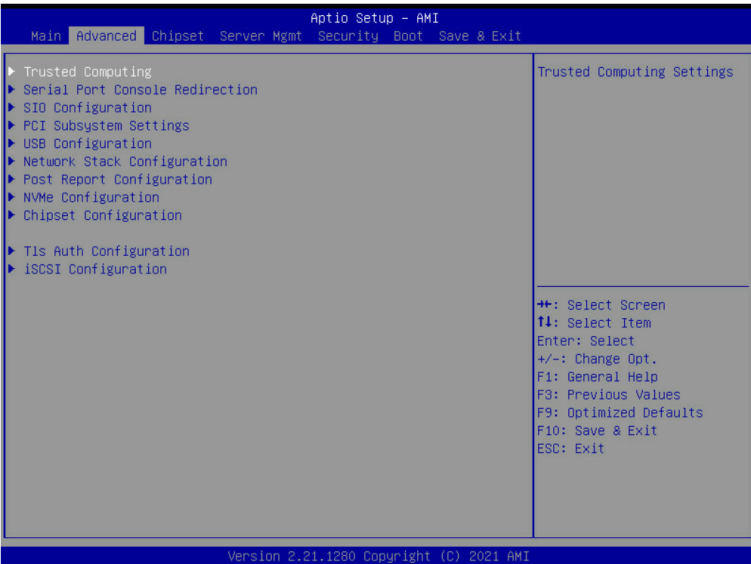 Aptio Setup – AMI
Main Advanced Chipset Server Mgmt Security Boot Save & Exit
▶ Trusted Computing
▶ Serial Port Console Redirection
▶ SIO Configuration
▶ PCI Subsystem Settings
▶ USB Configuration
▶ Network Stack Configuration
▶ Post Report Configuration
▶ NVMe Configuration
▶ Chipset Configuration
▶ Tls Auth Configuration
▶ iSCSI Configuration
Trusted Computing Settings
→←: Select Screen
↑↓: Select Item
Enter: Select
+/-: Change Opt.
F1: General Help
F3: Previous Values
F9: Optimized Defaults
F10: Save & Exit
ESC: Exit
Version 2.21.1280 Copyright (C) 2021 AMI